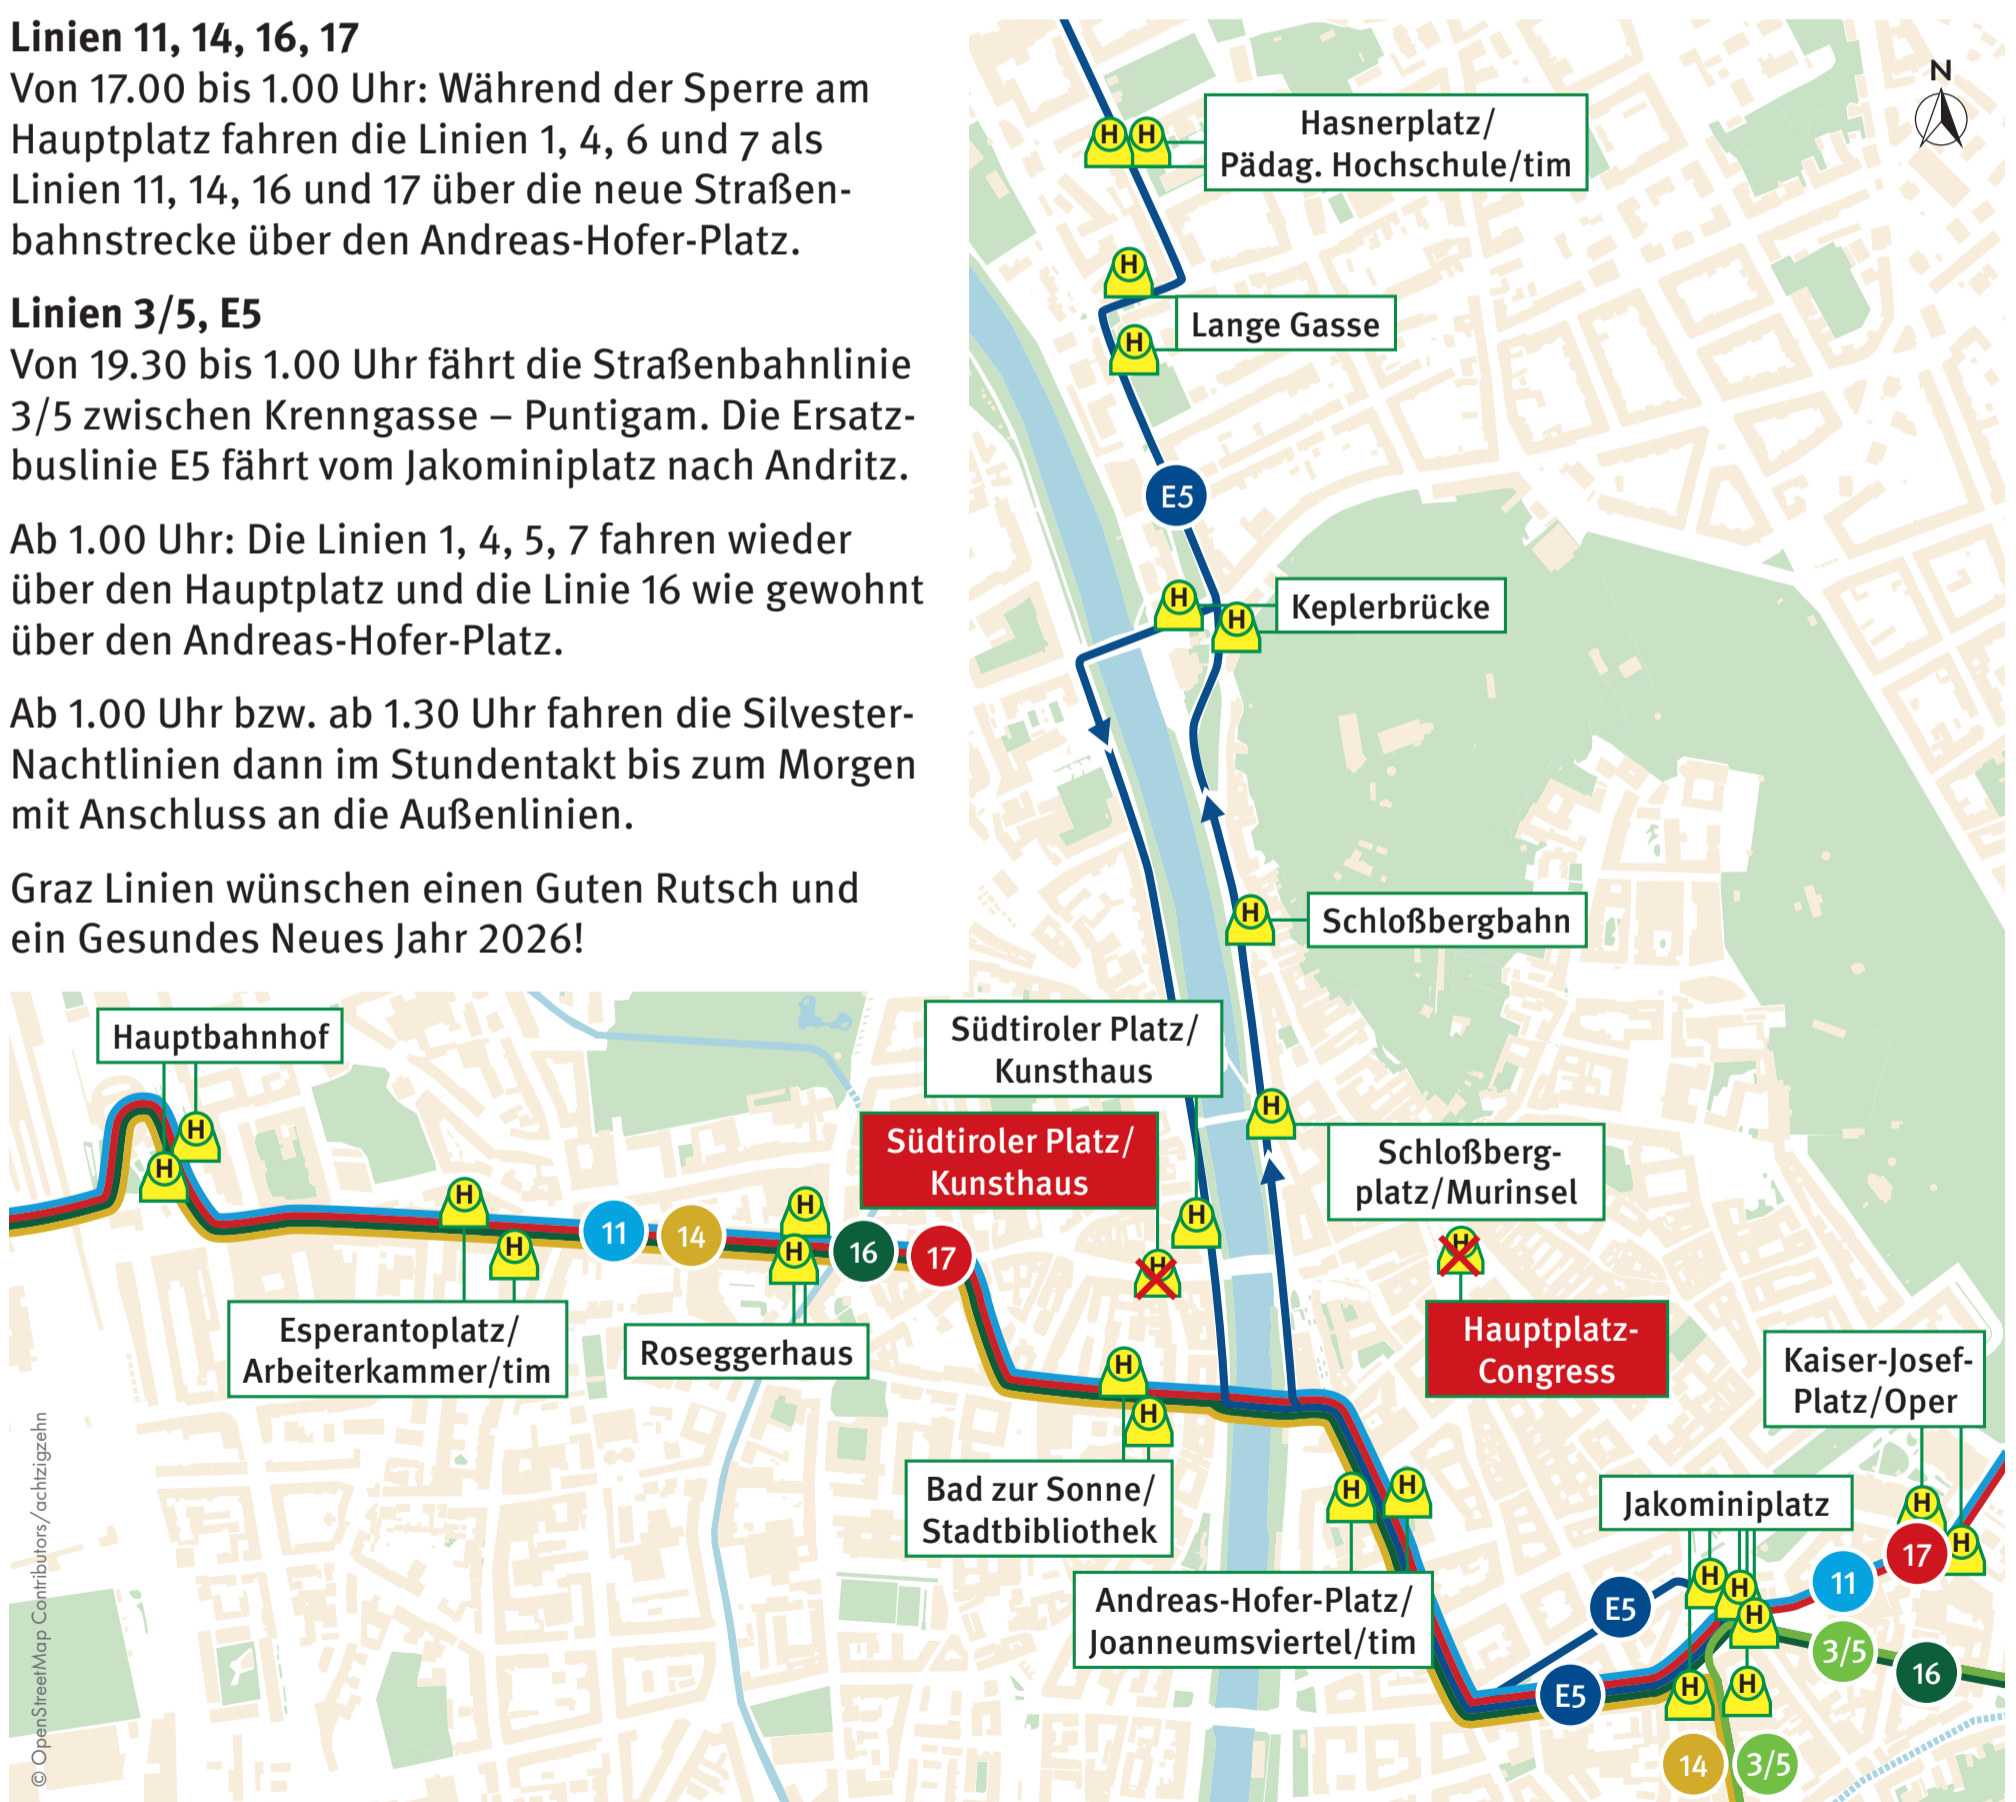 Linien 11, 14, 16, 17
Von 17.00 bis 1.00 Uhr: Während der Sperre am
Hauptplatz fahren die Linien 1, 4, 6 und 7 als
Linien 11, 14, 16 und 17 über die neue Straßen-
bahnstrecke über den Andreas-Hofer-Platz.
Linien 3/5, E5
Von 19.30 bis 1.00 Uhr fährt die Straßenbahnlinie
3/5 zwischen Krenngasse – Puntigam. Die Ersatz-
buslinie E5 fährt vom Jakominiplatz nach Andritz.
Ab 1.00 Uhr: Die Linien 1, 4, 5, 7 fahren wieder
über den Hauptplatz und die Linie 16 wie gewohnt
über den Andreas-Hofer-Platz.
Ab 1.00 Uhr bzw. ab 1.30 Uhr fahren die Silvester-
Nachtlinien dann im Stundentakt bis zum Morgen
mit Anschluss an die Außenlinien.
Graz Linien wünschen einen Guten Rutsch und
ein Gesundes Neues Jahr 2026!
N
H H
Hasnerplatz/
Pädag. Hochschule/tim
H
Lange Gasse
H
E5
H
H
Keplerbrücke
H
Schloßbergbahn
Hauptbahnhof
H
H
Südtiroler Platz/
Kunsthaus
Südtiroler Platz/
Kunsthaus
H
H
H
Schloßberg-
platz/Murinsel
H
Hauptplatz-
Congress
H
H
Esperantoplatz/
Arbeiterkammer/tim
11
14
H
H
Roseggerhaus
16
17
H
H
Bad zur Sonne/
Stadtbibliothek
H
H
Andreas-Hofer-Platz/
Joanneumsviertel/tim
Kaiser-Josef-
Platz/Oper
H
H
17
11
Jakominiplatz
H
H
H
H
H
E5
E5
3/5
16
14
3/5
© OpenStreetMap Contributors/achtzigzehn